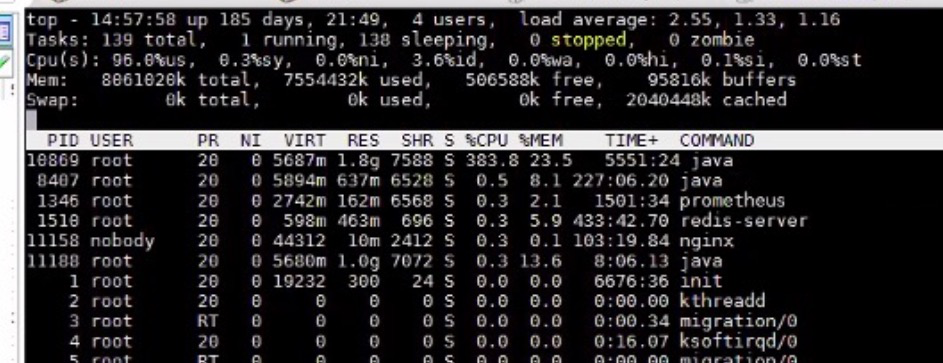 top - 14:57:58 up 185 days, 21:49,  4 users,  load average: 2.55, 1.33, 1.16
Tasks: 139 total,   1 running, 138 sleeping,   0 stopped,   0 zombie
Cpu(s): 96.0%us,  0.3%sy,  0.0%ni,  3.6%id,  0.0%wa,  0.0%hi,  0.1%si,  0.0%st
Mem:   8061020k total,  7554432k used,   506588k free,    95816k buffers
Swap:        0k total,        0k used,        0k free,  2040448k cached
PID USER      PR  NI  VIRT  RES  SHR S %CPU %MEM    TIME+  COMMAND
10869 root      20   0 5687m 1.8g 7588 S 383.8 23.5   5551:24 java
8407 root      20   0 5894m 637m 6528 S  0.5  8.1 227:06.20 java
1346 root      20   0 2742m 162m 6568 S  0.3  2.1   1501:34 prometheus
1510 root      20   0  598m 463m  696 S  0.3  5.9 433:42.70 redis-server
11158 nobody    20   0 44312  10m 2412 S  0.3  0.1 103:19.84 nginx
11188 root      20   0 5680m 1.0g 7072 S  0.3 13.6   8:06.13 java
1 root      20   0 19232  300   24 S  0.0  0.0   6676:36 init
2 root      20   0     0    0    0 S  0.0  0.0   0:00.00 kthreadd
3 root      RT   0     0    0    0 S  0.0  0.0   0:00.34 migration/0
4 root      20   0     0    0    0 S  0.0  0.0   0:16.07 ksoftirqd/0
5 root      RT   0     0    0    0 S  0.0  0.0   0:00.00 migration/0